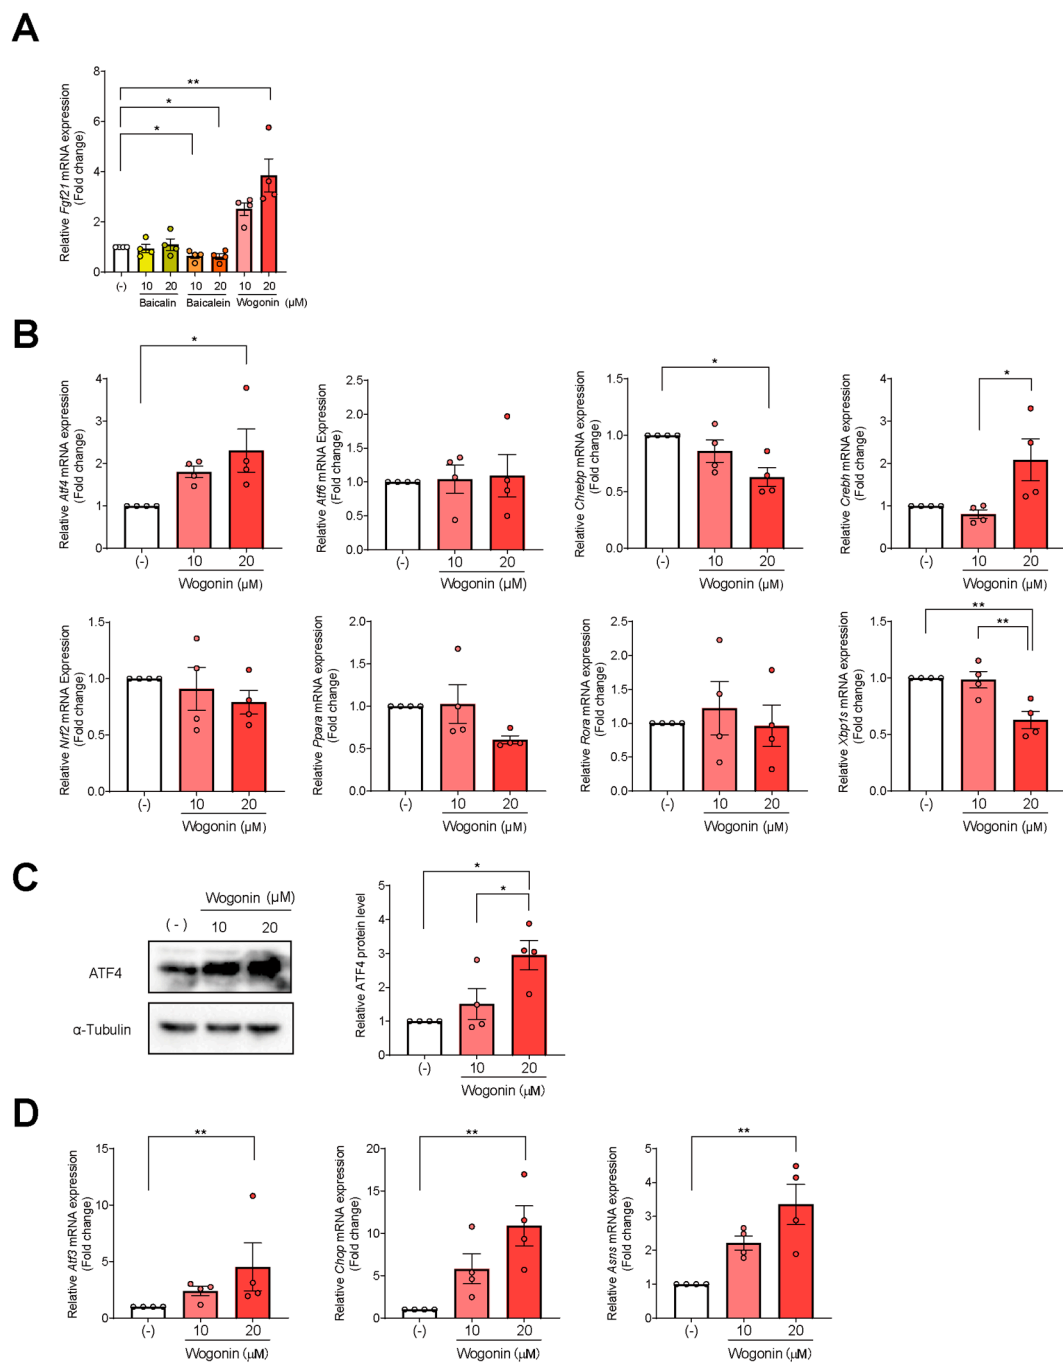 A
Relative Fgf21 mRNA expression
(Fold change)
8
6
4
2
0
**
*
*
(-)
10
20
10
20
10
20
Baicalin
Baicalein
Wogonin
(μM)
B
Relative Atf4 mRNA expression
(Fold change)
4
3
2
1
0
*
(-)
10
20
Wogonin (μM)
Relative Atf6 mRNA Expression
(Fold change)
2.5
2.0
1.5
1.0
0.5
0.0
(-)
10
20
Wogonin (μM)
Relative Chrebp mRNA expression
(Fold change)
1.5
1.0
0.5
0.0
*
(-)
10
20
Wogonin (μM)
Relative Crebh mRNA expression
(Fold change)
4
3
2
1
0
*
(-)
10
20
Wogonin (μM)
Relative Nrf2 mRNA Expression
(Fold change)
1.5
1.0
0.5
0.0
(-)
10
20
Wogonin (μM)
Relative Ppara mRNA expression
(Fold change)
2.0
1.5
1.0
0.5
0.0
(-)
10
20
Wogonin (μM)
Relative Rora mRNA expression
(Fold change)
2.5
2.0
1.5
1.0
0.5
0.0
(-)
10
20
Wogonin (μM)
Relative Xbp1s mRNA expression
(Fold change)
1.5
1.0
0.5
0.0
**
**
(-)
10
20
Wogonin (μM)
C
Wogonin (μM)
(-)
10
20
ATF4
α-Tubulin
Relative ATF4 protein level
5
4
3
2
1
0
*
*
(-)
10
20
Wogonin (μM)
D
Relative Atf3 mRNA expression
(Fold change)
15
10
5
0
**
(-)
10
20
Wogonin (μM)
Relative Chop mRNA expression
(Fold change)
20
15
10
5
0
**
(-)
10
20
Wogonin (μM)
Relative Asns mRNA expression
(Fold change)
5
4
3
2
1
0
**
(-)
10
20
Wogonin (μM)